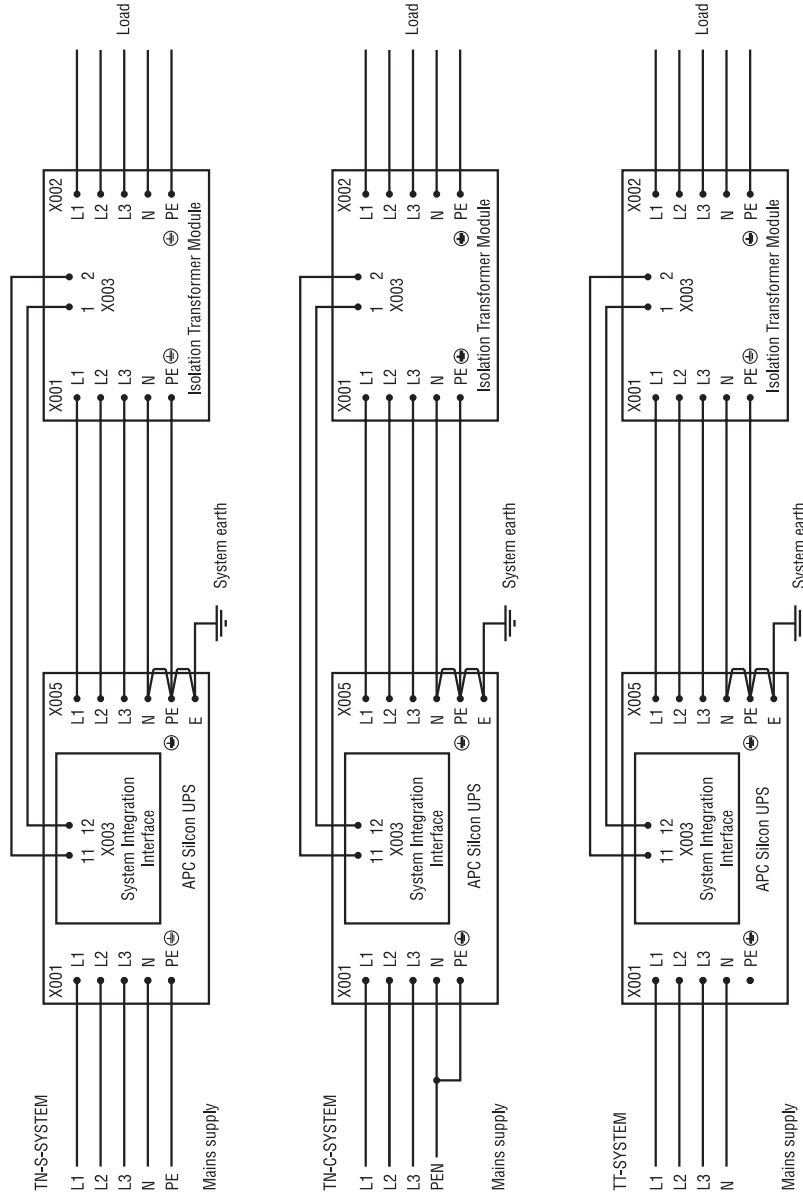 TN-S-SYSTEM
L1
L2
L3
N
PE
Mains supply
X001
L1
L2
L3
N
PE
11 12
X003
System Integration
Interface
APC Silcon UPS
X005
L1
L2
L3
N
PE
E
System earth
X001
L1
L2
L3
N
PE
1 2
X003
Isolation Transformer Module
X002
L1
L2
L3
N
PE
Load
TN-C-SYSTEM
L1
L2
L3
PEN
Mains supply
X001
L1
L2
L3
N
PE
11 12
X003
System Integration
Interface
APC Silcon UPS
X005
L1
L2
L3
N
PE
E
System earth
X001
L1
L2
L3
N
PE
1 2
X003
Isolation Transformer Module
X002
L1
L2
L3
N
PE
Load
TT-SYSTEM
L1
L2
L3
N
Mains supply
X001
L1
L2
L3
N
PE
11 12
X003
System Integration
Interface
APC Silcon UPS
X005
L1
L2
L3
N
PE
E
System earth
X001
L1
L2
L3
N
PE
1 2
X003
Isolation Transformer Module
X002
L1
L2
L3
N
PE
Load